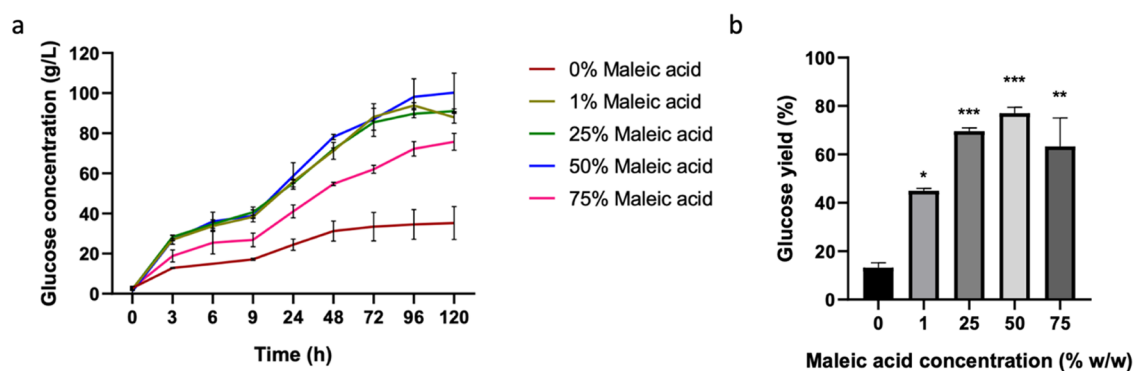 a
Glucose concentration (g/L)
120
100
80
60
40
20
0
0 3 6 9 24 48 72 96 120
Time (h)
0% Maleic acid
1% Maleic acid
25% Maleic acid
50% Maleic acid
75% Maleic acid
b
Glucose yield (%)
100
80
60
40
20
0
* *** *** **
0 1 25 50 75
Maleic acid concentration (% w/w)